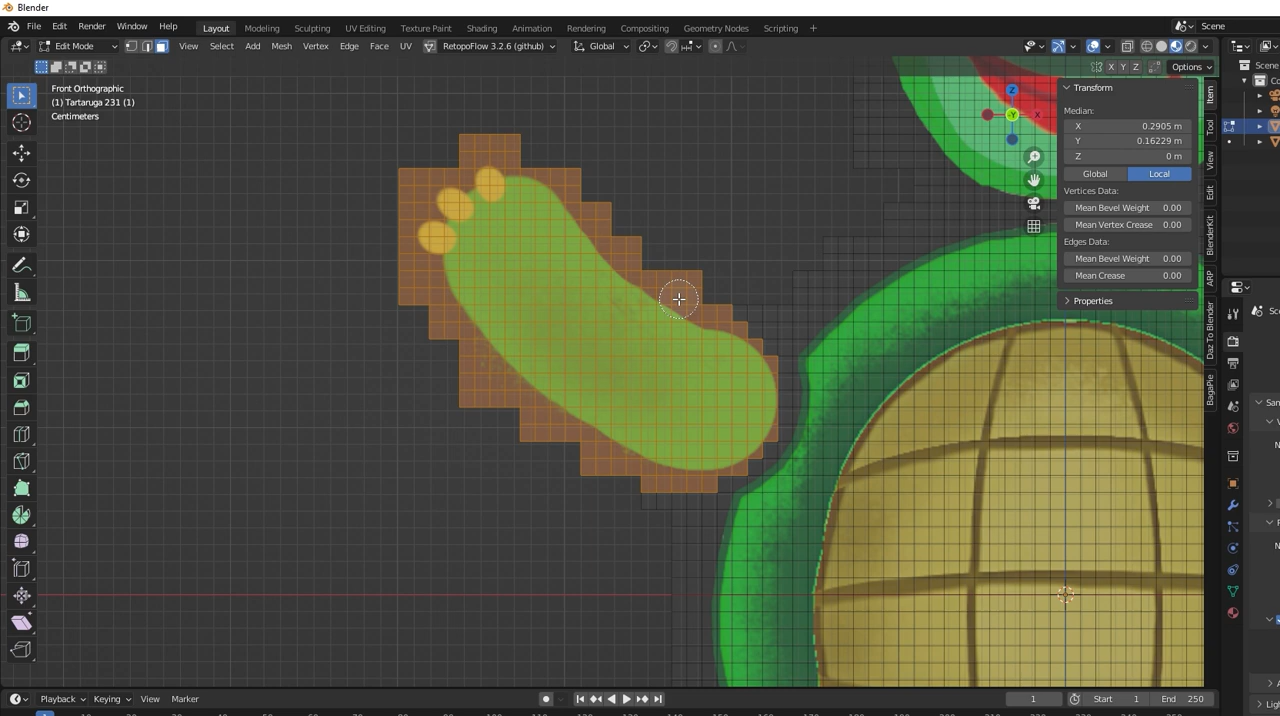 Blender
File Edit Render Window Help Layout Modeling Sculpting UV Editing Texture Paint Shading Animation Rendering Compositing Geometry Nodes Scripting + Scene
Edit Mode View Select Add Mesh Vertex Edge Face UV RetopoFlow 3.2.6 (github) Global
X Y Z Options
Front Orthographic
(1) Tartaruga 231 (1)
Centimeters
Transform
Median:
X 0.2905 m
Y 0.16229 m
Z 0 m
Global Local
Vertices Data:
Mean Bevel Weight 0.00
Mean Vertex Crease 0.00
Edges Data:
Mean Bevel Weight 0.00
Mean Crease 0.00
Properties
Z
Y
X
Item
Tool
View
Edit
BlenderKit
ARP
Daz To Blender
BagaPie
Scene
Co
Playback Keying View Marker 1 Start 1 End 250